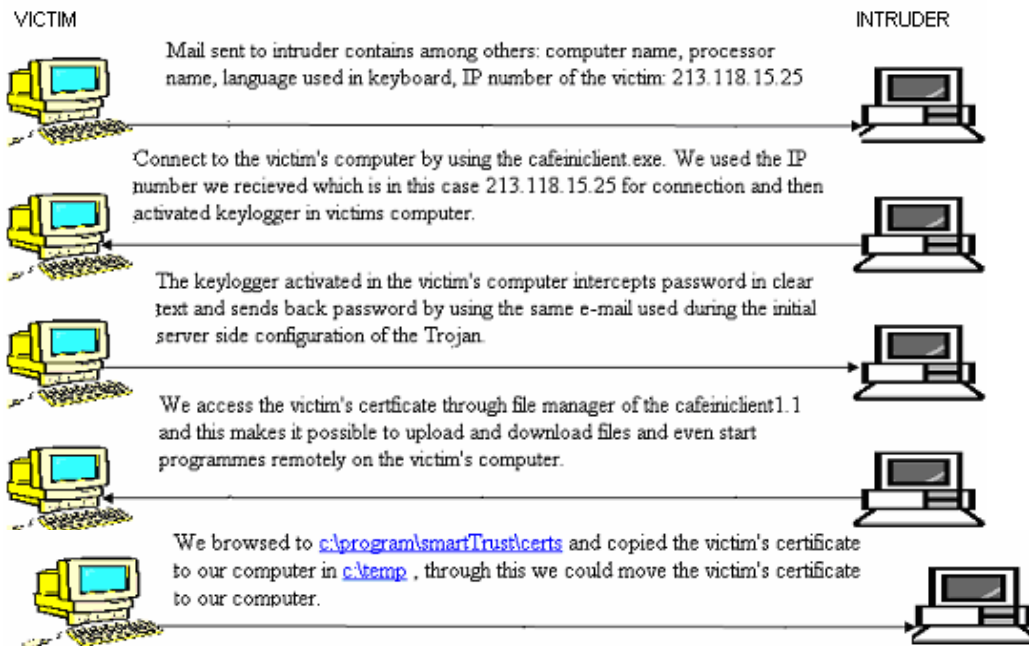 VICTIM
INTRUDER
Mail sent to intruder contains among others: computer name, processor
name, language used in keyboard, IP number of the victim: 213.118.15.25
Connect to the victim's computer by using the cafeiniclient.exe. We used the IP
number we recieved which is in this case 213.118.15.25 for connection and then
activated keylogger in victims computer.
The keylogger activated in the victim's computer intercepts password in clear
text and sends back password by using the same e-mail used during the initial
server side configuration of the Trojan.
We access the victim's certficate through file manager of the cafeiniclient1.1
and this makes it possible to upload and download files and even start
programmes remotely on the victim's computer.
We browsed to c:\program\smartTrust\certs and copied the victim's certificate
to our computer in c:\temp , through this we could move the victim's certificate
to our computer.